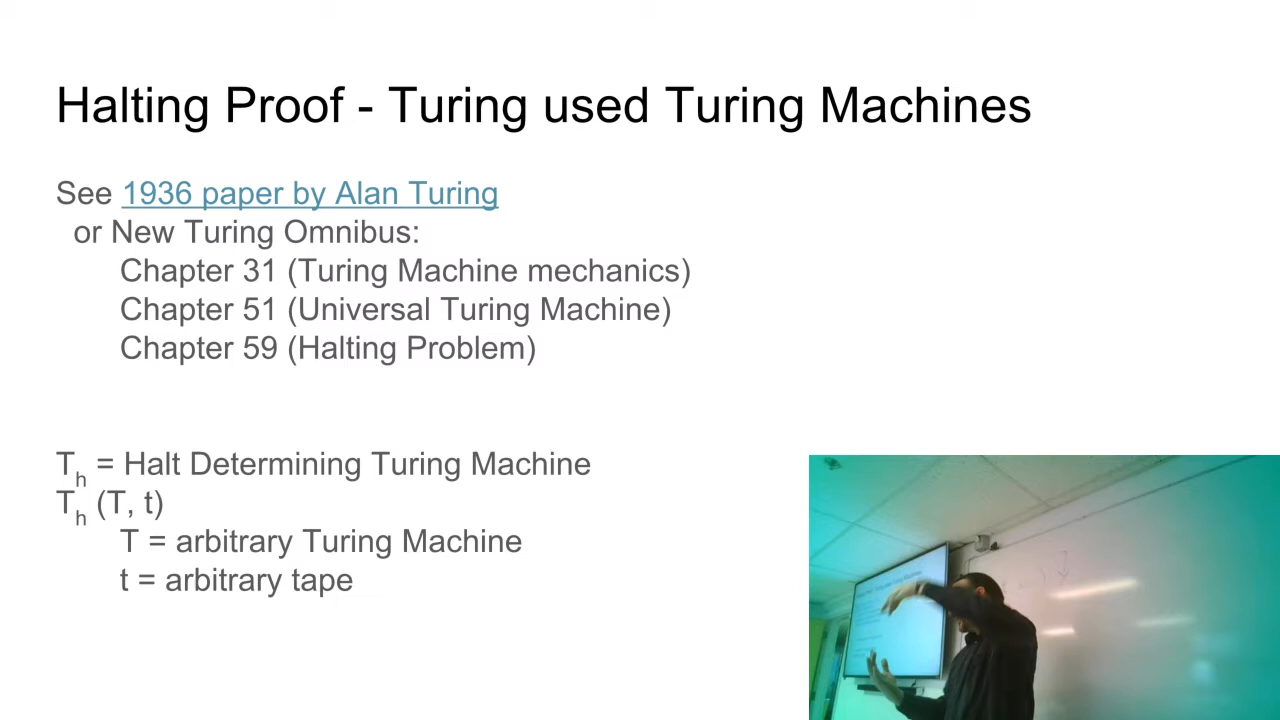 Halting Proof - Turing used Turing Machines
See 1936 paper by Alan Turing
or New Turing Omnibus:
Chapter 31 (Turing Machine mechanics)
Chapter 51 (Universal Turing Machine)
Chapter 59 (Halting Problem)
Th = Halt Determining Turing Machine
Th (T, t)
T = arbitrary Turing Machine
t = arbitrary tape